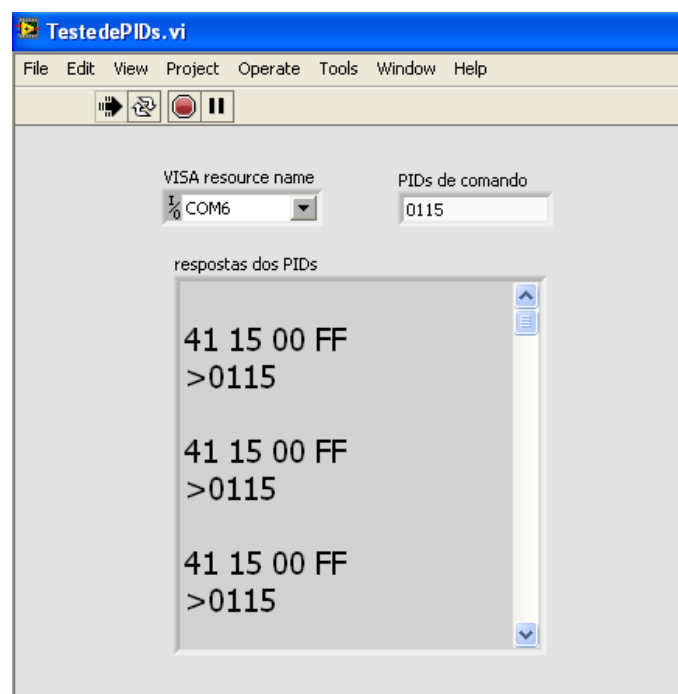 TestedePIDs.vi
File Edit View Project Operate Tools Window Help
VISA resource name
PIDs de comando
I/O COM6
0115
respostas dos PIDs
41 15 00 FF
>0115
41 15 00 FF
>0115
41 15 00 FF
>0115